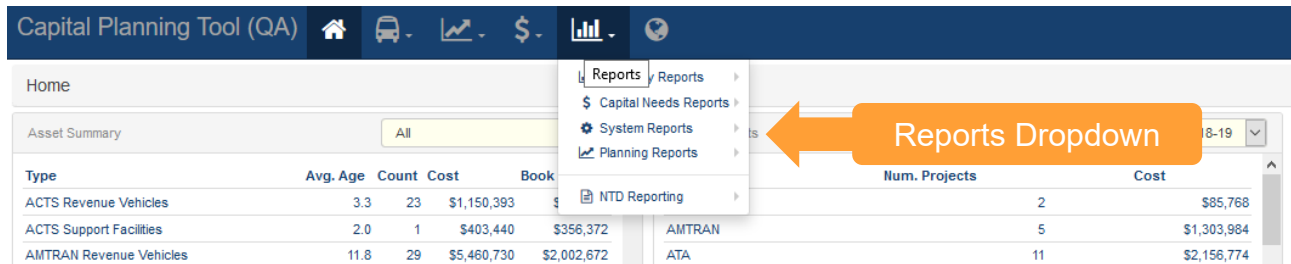 Capital Planning Tool (QA) $
Reports y Reports
Home
$ Capital Needs Reports
Asset Summary All System Reports ts Reports Dropdown 18-19
Planning Reports
Type Avg. Age Count Cost Book Num. Projects Cost
NTD Reporting
ACTS Revenue Vehicles 3.3 23 $1,150,393 $ 2 $85,768
ACTS Support Facilities 2.0 1 $403,440 $356,372 AMTRAN 5 $1,303,984
AMTRAN Revenue Vehicles 11.8 29 $5,460,730 $2,002,672 ATA 11 $2,156,774